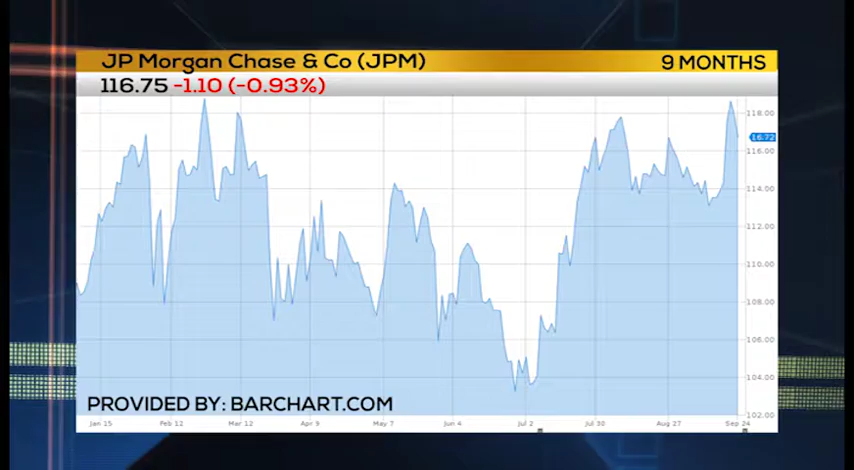 JP Morgan Chase & Co (JPM) 9 MONTHS
116.75 -1.10 (-0.93%)
118.00
16.72
116.00
114.00
112.00
110.00
108.00
106.00
104.00
102.00
PROVIDED BY: BARCHART.COM
Jan 15 Feb 12 Mar 12 Apr 9 May 7 Jun 4 Jul 2 Jul 30 Aug 27 Sep 24